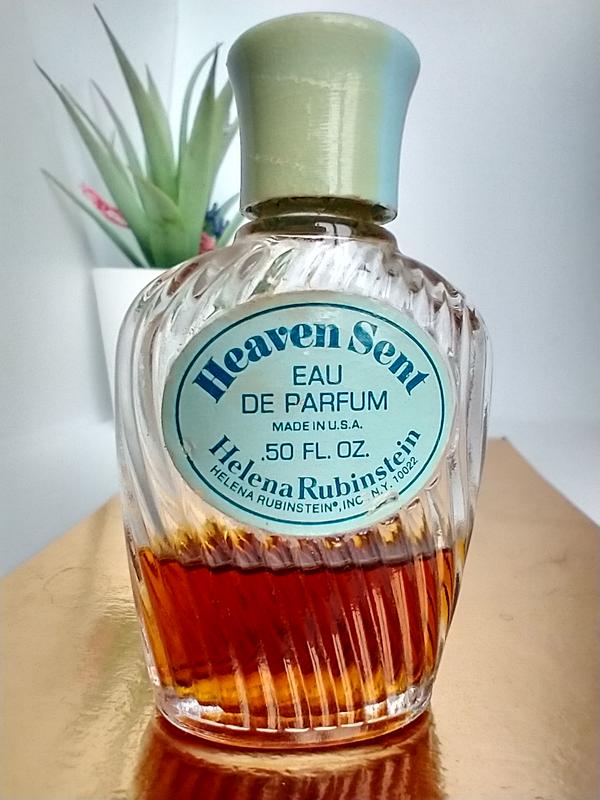 Heaven Sent
EAU
DE PARFUM
MADE IN U.S.A.
.50 FL. OZ.
Helena Rubinstein
HELENA RUBINSTEIN®, INC N.Y. 10022